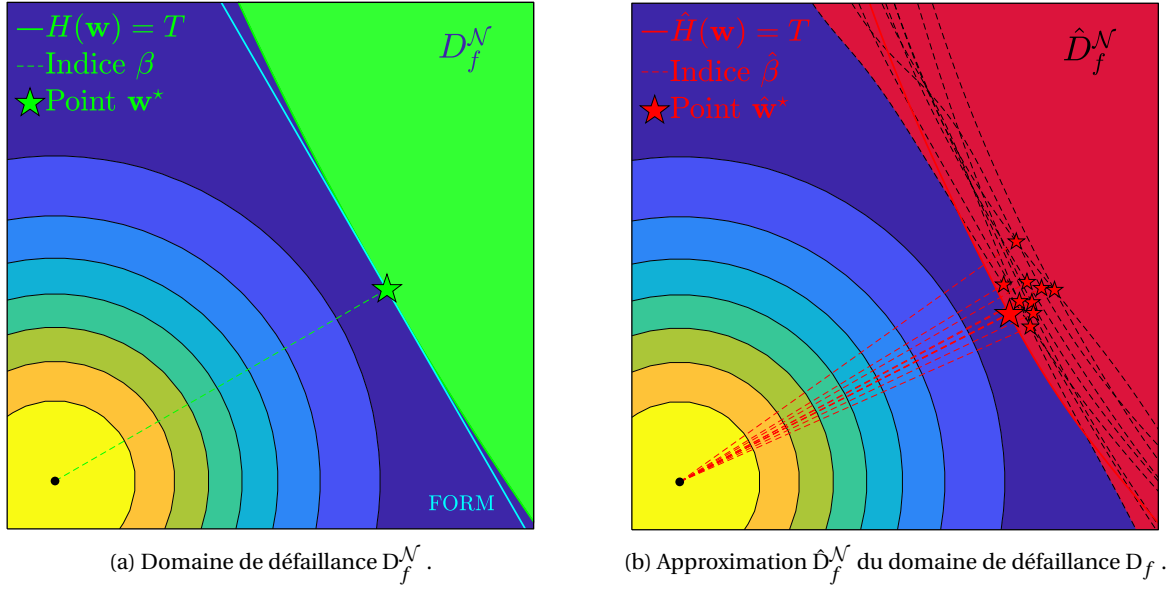 H(𝐰) = T
Indice β
Point 𝐰⋆
D_f^𝒩
FORM
Ĥ(𝐰) = T
Indice β̂
Point ŵ⋆
D̂_f^𝒩
(a) Domaine de défaillance D_f^𝒩 .
(b) Approximation D̂_f^𝒩 du domaine de défaillance D_f .